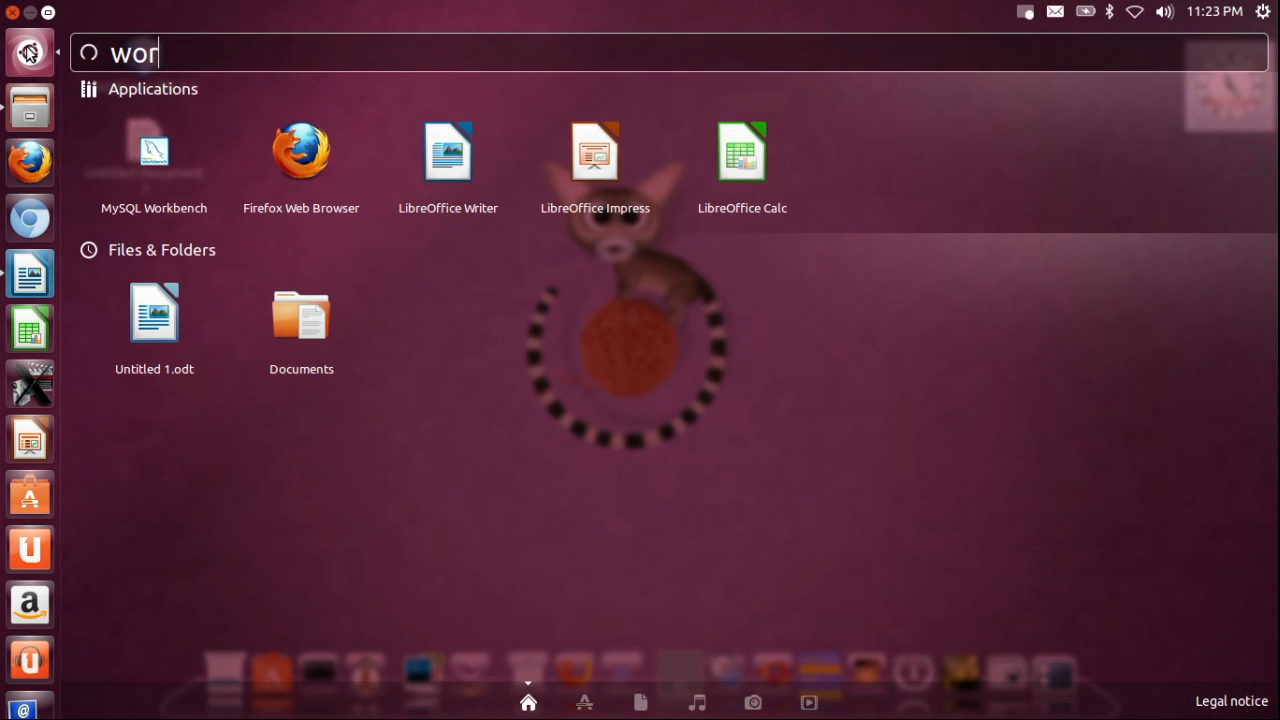 11:23 PM
wor
Applications
MySQL Workbench
Firefox Web Browser
LibreOffice Writer
LibreOffice Impress
LibreOffice Calc
Files & Folders
Untitled 1.odt
Documents
Legal notice